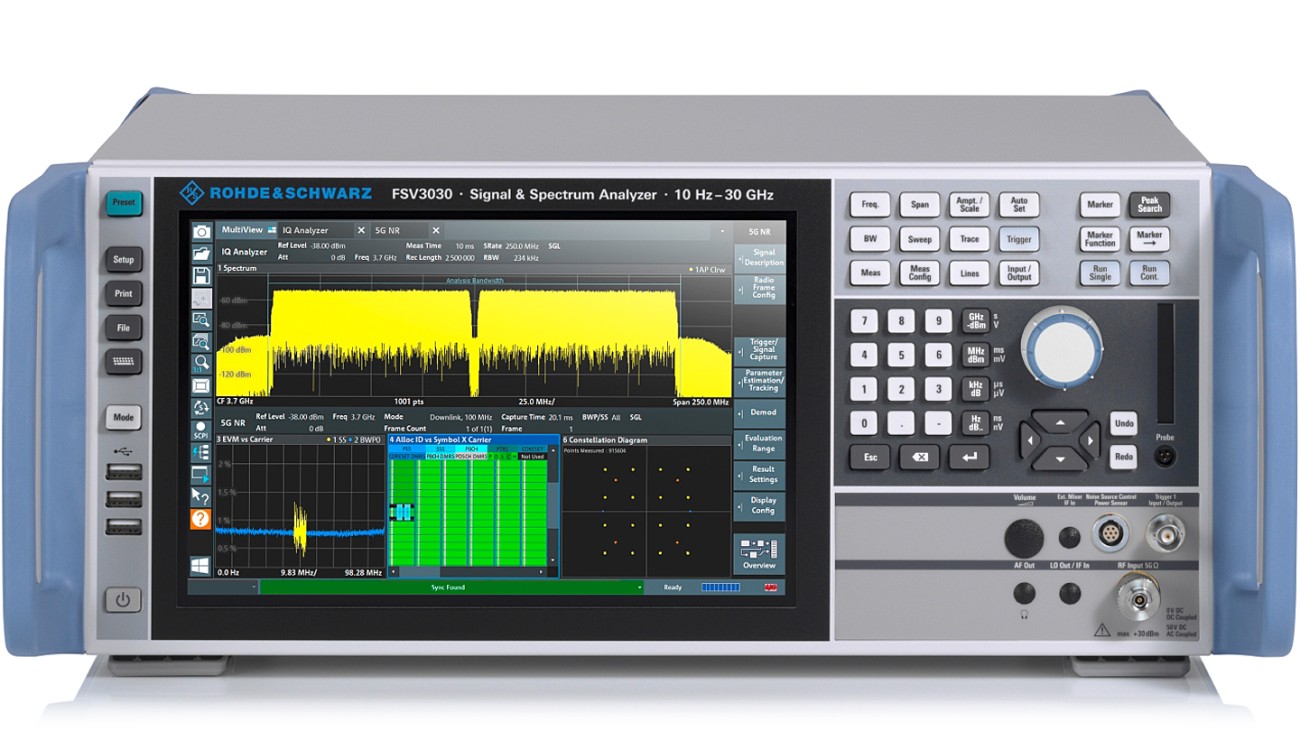 ROHDE & SCHWARZ FSV3030 · Signal & Spectrum Analyzer · 10 Hz – 30 GHz
Preset
Setup
Print
File
Mode
MultiView IQ Analyzer X 5G NR X
IQ Analyzer
Ref Level -38.00 dBm Meas Time 10 ms SRate 250.0 MHz SGL
Att 0 dB Freq 3.7 GHz Rec Length 2500000 RBW 234 kHz
1 Spectrum 1AP Clrw
Analysis Bandwidth
-60 dBm
-80 dBm
-100 dBm
-120 dBm
CF 3.7 GHz 1001 pts 25.0 MHz/ Span 250.0 MHz
5G NR
Ref Level -38.00 dBm Freq 3.7 GHz Mode Downlink, 100 MHz Capture Time 20.1 ms BWP/SS All SGL
Att 0 dB Frame Count 1 of 1(1) Frame 1
3 EVM vs Carrier 1 SS 2 BWP0
2 %
1.5 %
1 %
0.5 %
0.0 Hz 9.83 MHz/ 98.28 MHz
4 Alloc ID vs Symbol X Carrier
PSS SSS PBCH
PBCH DMRS PDSCH DMRS
Not Used
6 Constellation Diagram
Points Measured : 915604
Sync Found
Ready
SCPI
1:1
5G NR
Signal
Description
Radio
Frame
Config
Trigger/
Signal
Capture
Parameter
Estimation/
Tracking
Demod
Evaluation
Range
Result
Settings
Display
Config
Overview
Freq.
Span
Ampt. /
Scale
Auto
Set
Marker
Peak
Search
BW
Sweep
Trace
Trigger
Marker
Function
Marker
→
Meas
Meas
Config
Lines
Input /
Output
Run
Single
Run
Cont.
7 8 9 GHz
-dBm s
V
4 5 6 MHz
dBm ms
mV
1 2 3 kHz
dB µs
µV
0 . - Hz
dB.. ns
nV
Esc
Undo
Redo
Probe
Volume
Ext. Mixer
IF In
Noise Source Control
Power Sensor
Trigger 1
Input / Output
AF Out
LO Out / IF In
RF Input 50 Ω
max. +30 dBm
0 V DC
DC Coupled
50 V DC
AC Coupled